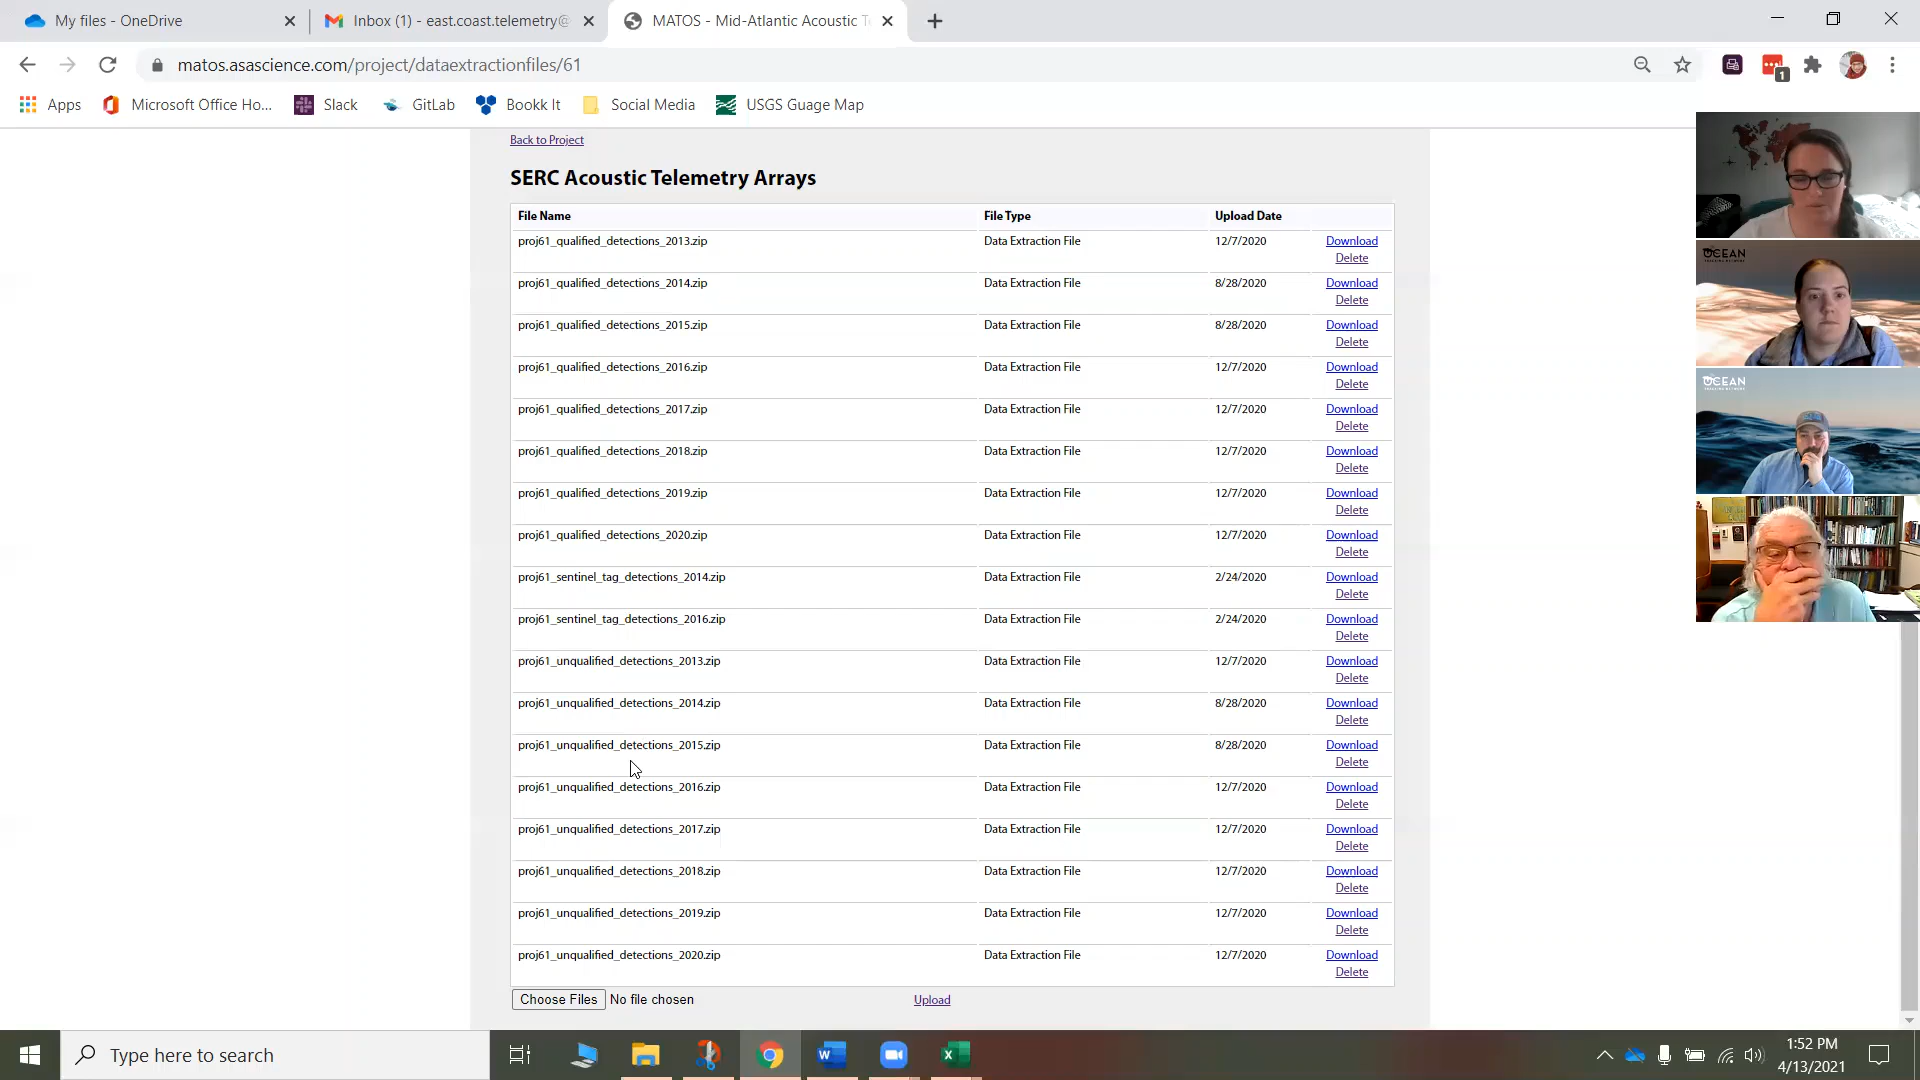 My files - OneDrive
Inbox (1) - east.coast.telemetry@
MATOS - Mid-Atlantic Acoustic T
matos.asascience.com/project/dataextractionfiles/61
1
Apps
Microsoft Office Ho...
Slack
GitLab
Bookk It
Social Media
USGS Guage Map
Back to Project
SERC Acoustic Telemetry Arrays
File Name File Type Upload Date
proj61_qualified_detections_2013.zip Data Extraction File 12/7/2020 Download
Delete
proj61_qualified_detections_2014.zip Data Extraction File 8/28/2020 Download
Delete
proj61_qualified_detections_2015.zip Data Extraction File 8/28/2020 Download
Delete
proj61_qualified_detections_2016.zip Data Extraction File 12/7/2020 Download
Delete
proj61_qualified_detections_2017.zip Data Extraction File 12/7/2020 Download
Delete
proj61_qualified_detections_2018.zip Data Extraction File 12/7/2020 Download
Delete
proj61_qualified_detections_2019.zip Data Extraction File 12/7/2020 Download
Delete
proj61_qualified_detections_2020.zip Data Extraction File 12/7/2020 Download
Delete
proj61_sentinel_tag_detections_2014.zip Data Extraction File 2/24/2020 Download
Delete
proj61_sentinel_tag_detections_2016.zip Data Extraction File 2/24/2020 Download
Delete
proj61_unqualified_detections_2013.zip Data Extraction File 12/7/2020 Download
Delete
proj61_unqualified_detections_2014.zip Data Extraction File 8/28/2020 Download
Delete
proj61_unqualified_detections_2015.zip Data Extraction File 8/28/2020 Download
Delete
proj61_unqualified_detections_2016.zip Data Extraction File 12/7/2020 Download
Delete
proj61_unqualified_detections_2017.zip Data Extraction File 12/7/2020 Download
Delete
proj61_unqualified_detections_2018.zip Data Extraction File 12/7/2020 Download
Delete
proj61_unqualified_detections_2019.zip Data Extraction File 12/7/2020 Download
Delete
proj61_unqualified_detections_2020.zip Data Extraction File 12/7/2020 Download
Delete
Choose Files No file chosen Upload
OCEAN
OCEAN
Type here to search
1:52 PM
4/13/2021